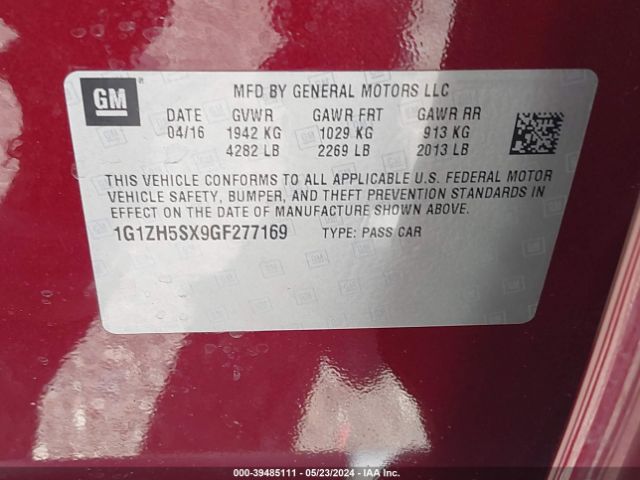 GM
MFD BY GENERAL MOTORS LLC
DATE GVWR GAWR FRT GAWR RR
04/16 1942 KG 1029 KG 913 KG
4282 LB 2269 LB 2013 LB
THIS VEHICLE CONFORMS TO ALL APPLICABLE U.S. FEDERAL MOTOR
VEHICLE SAFETY, BUMPER, AND THEFT PREVENTION STANDARDS IN
EFFECT ON THE DATE OF MANUFACTURE SHOWN ABOVE.
1G1ZH5SX9GF277169 TYPE: PASS CAR
000-39485111 - 05/23/2024 - IAA Inc.